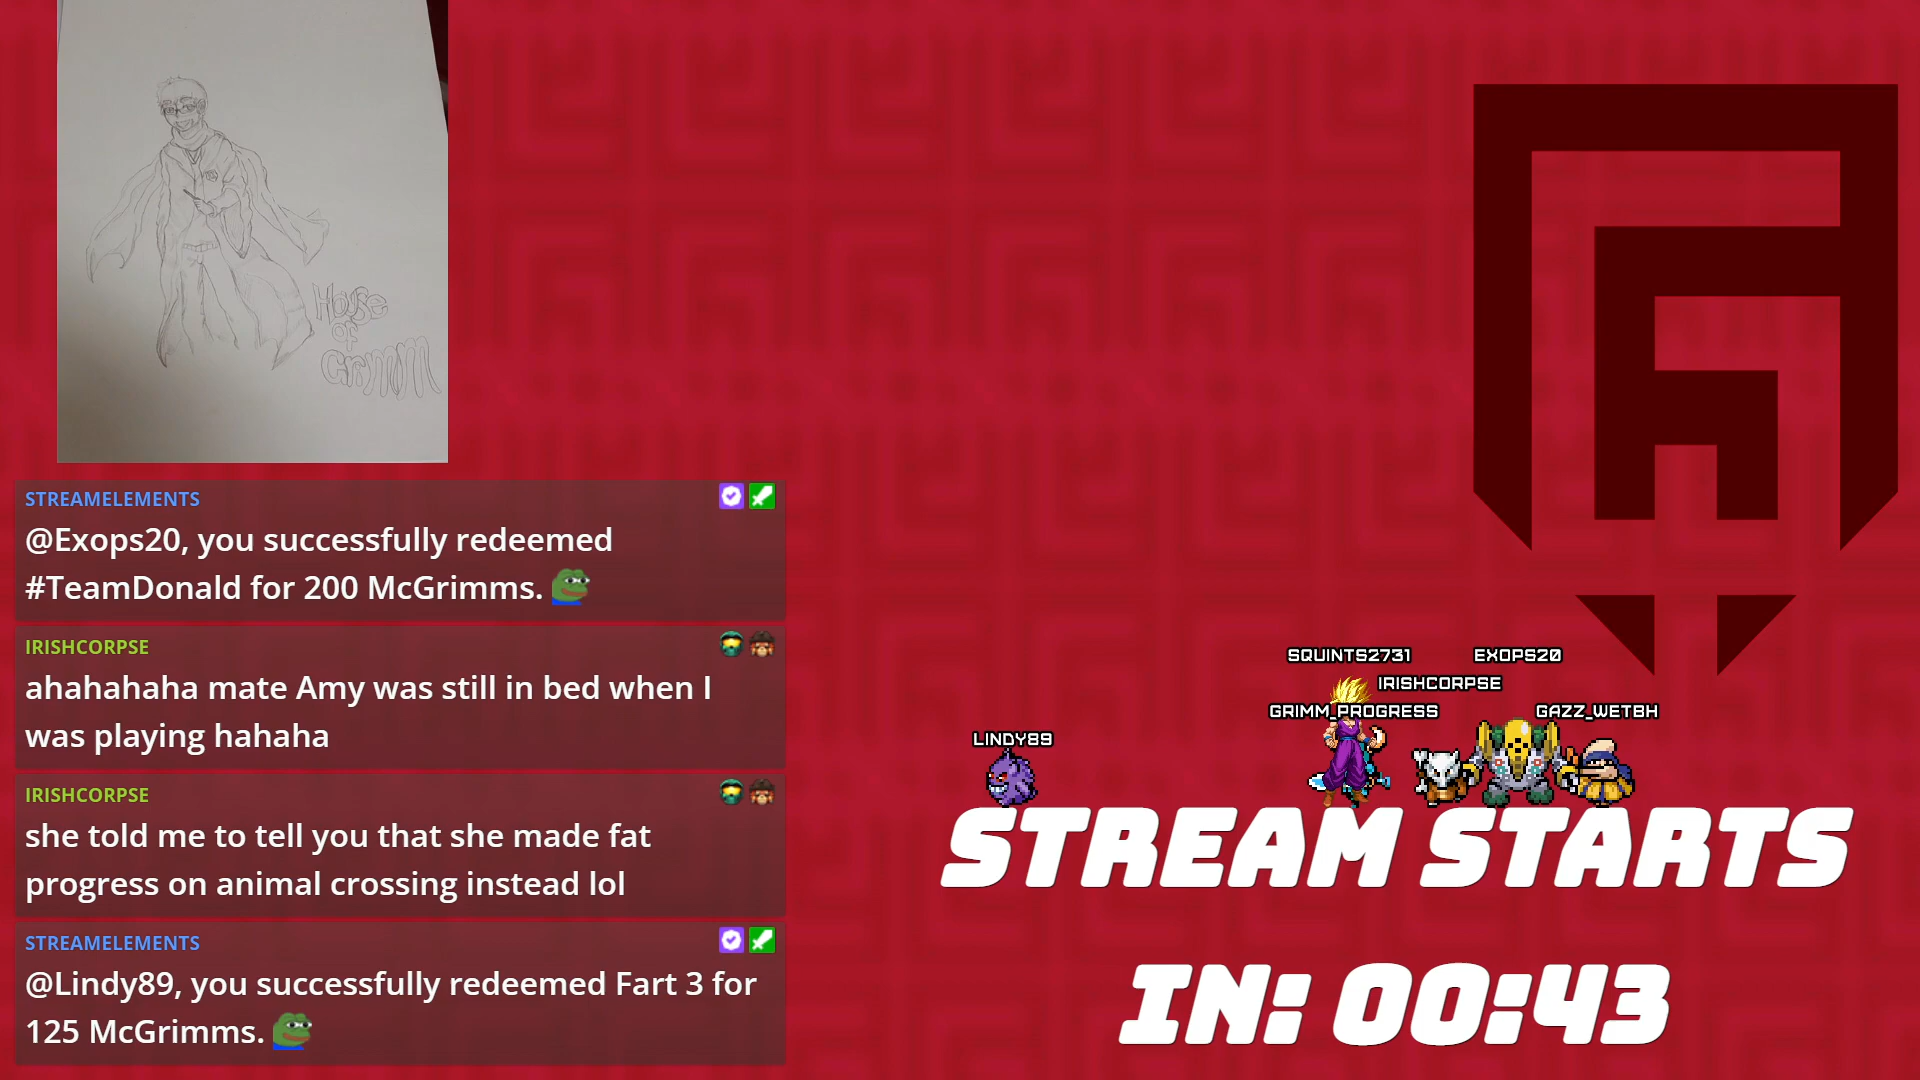 House
of
Grimm
STREAMELEMENTS
@Exops20, you successfully redeemed
#TeamDonald for 200 McGrimms.
IRISHCORPSE
ahahahaha mate Amy was still in bed when I
was playing hahaha
IRISHCORPSE
she told me to tell you that she made fat
progress on animal crossing instead lol
STREAMELEMENTS
@Lindy89, you successfully redeemed Fart 3 for
125 McGrimms.
SQUINTS2731
EXOPS20
IRISHCORPSE
GRIMM_PROGRESS
GAZZ_WETBH
LINDY89
STREAM STARTS
IN: 00:43